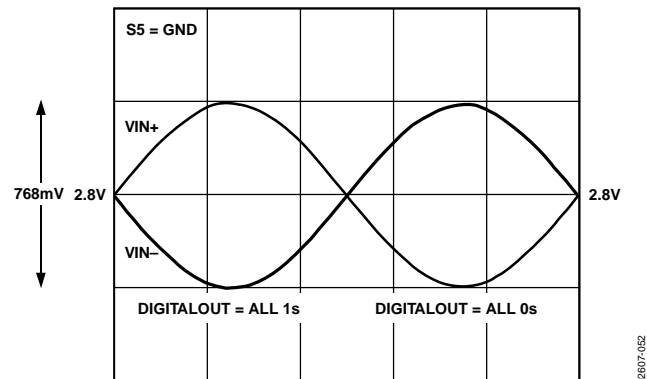 S5 = GND
VIN+
768mV 2.8V 2.8V
VIN–
DIGITALOUT = ALL 1s DIGITALOUT = ALL 0s
2607-052